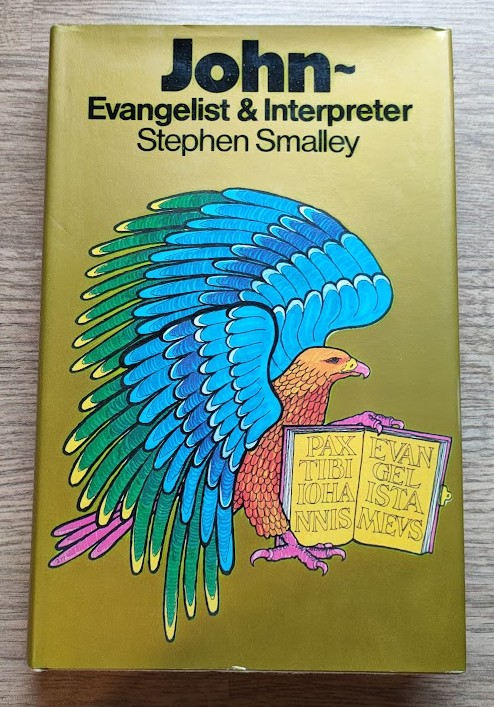 John~
Evangelist & Interpreter
Stephen Smalley
PAX
TIBI
IOHA
NNIS
EVAN
GEL
ISTA
MEVS